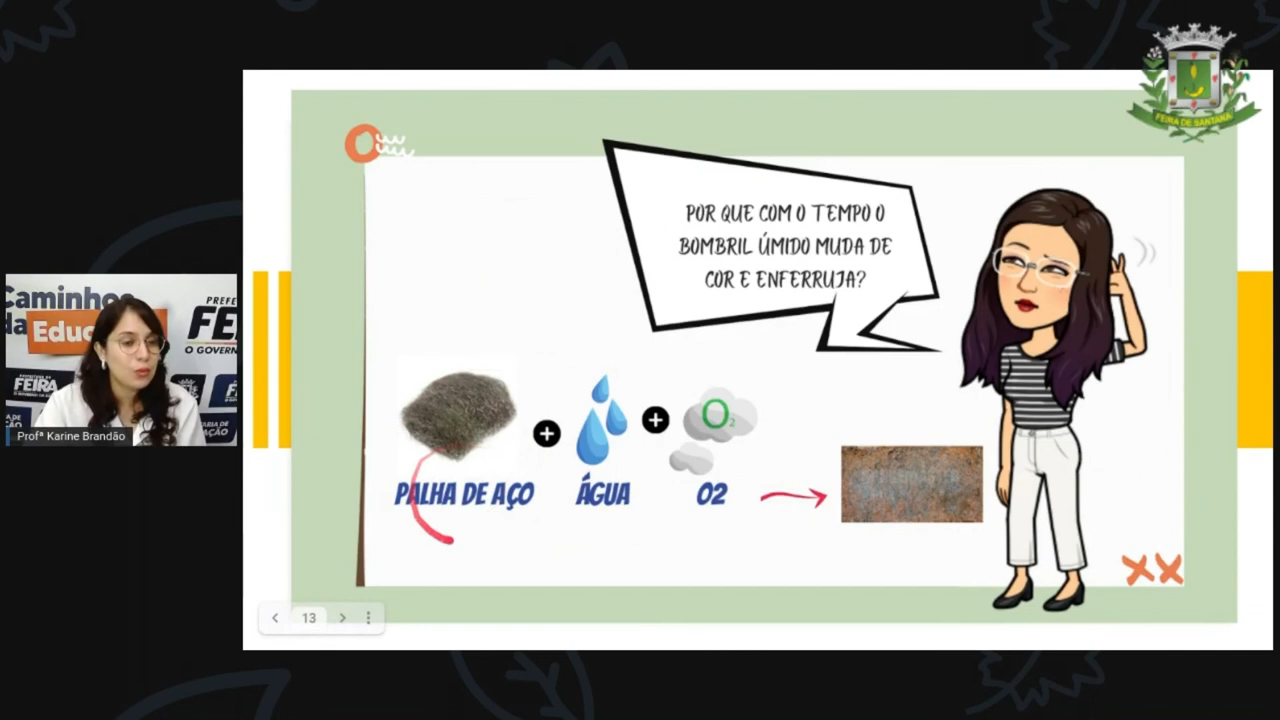 FEIRA DE SANTANA
POR QUE COM O TEMPO O
BOMBRIL ÚMIDO MUDA DE
COR E ENFERRUJA?
O2
PALHA DE AÇO
ÁGUA
O2
Caminhos
da
Educ
PREFE
FE
O GOVERN
FEIRA
Profª Karine Brandão
13